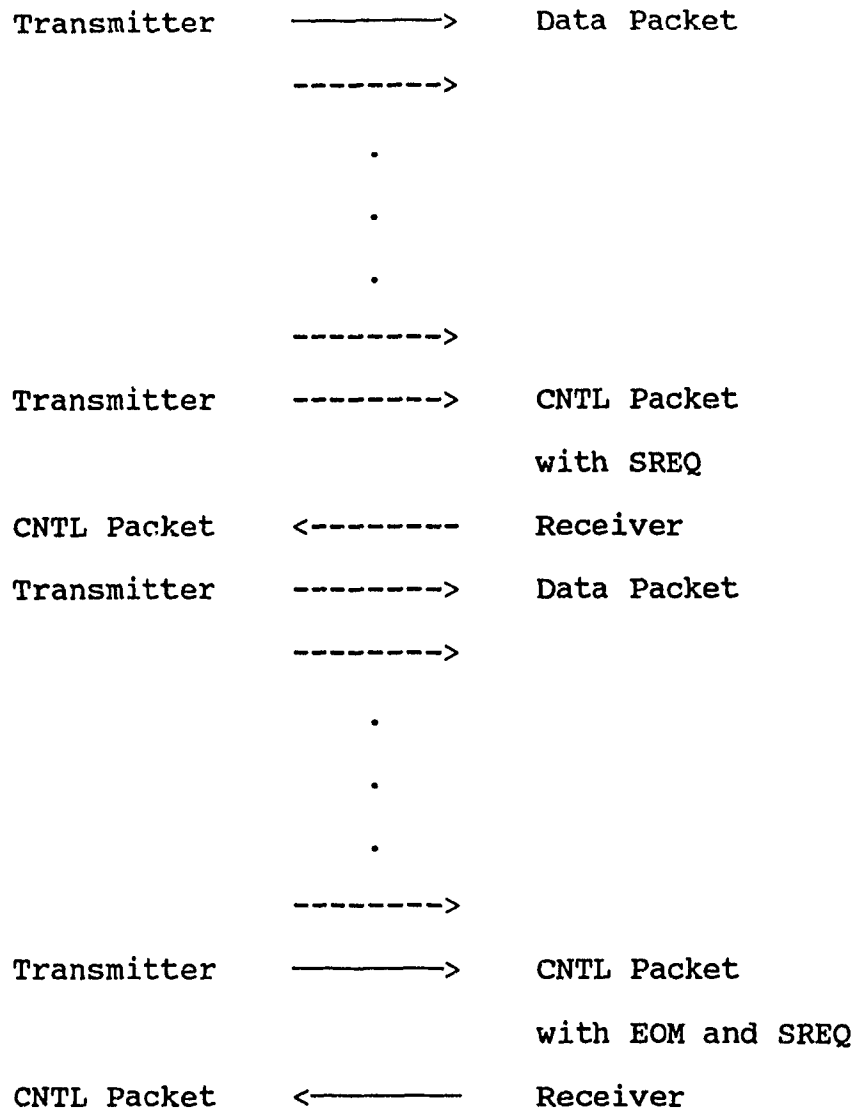 Transmitter ————> Data Packet
-------->
.
.
.
-------->
Transmitter --------> CNTL Packet
with SREQ
CNTL Packet <-------- Receiver
Transmitter --------> Data Packet
-------->
.
.
.
-------->
Transmitter ————> CNTL Packet
with EOM and SREQ
CNTL Packet <———— Receiver